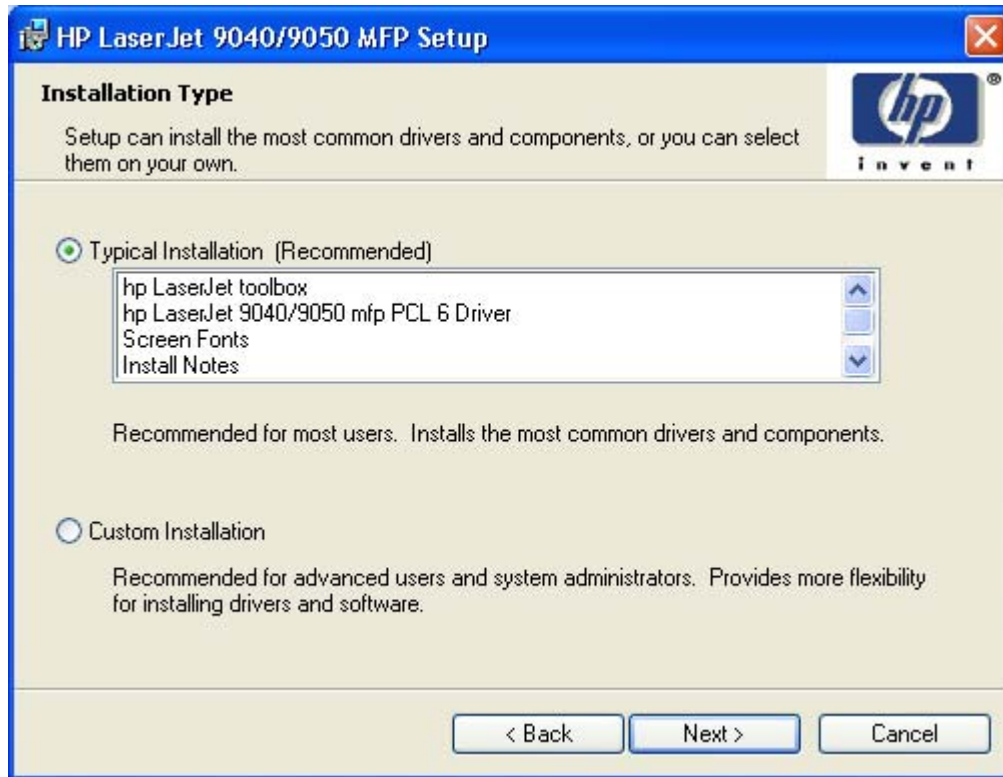 HP LaserJet 9040/9050 MFP Setup
Installation Type
Setup can install the most common drivers and components, or you can select
them on your own.
hp ®
invent
Typical Installation (Recommended)
hp LaserJet toolbox
hp LaserJet 9040/9050 mfp PCL 6 Driver
Screen Fonts
Install Notes
Recommended for most users. Installs the most common drivers and components.
Custom Installation
Recommended for advanced users and system administrators. Provides more flexibility
for installing drivers and software.
< Back
Next >
Cancel